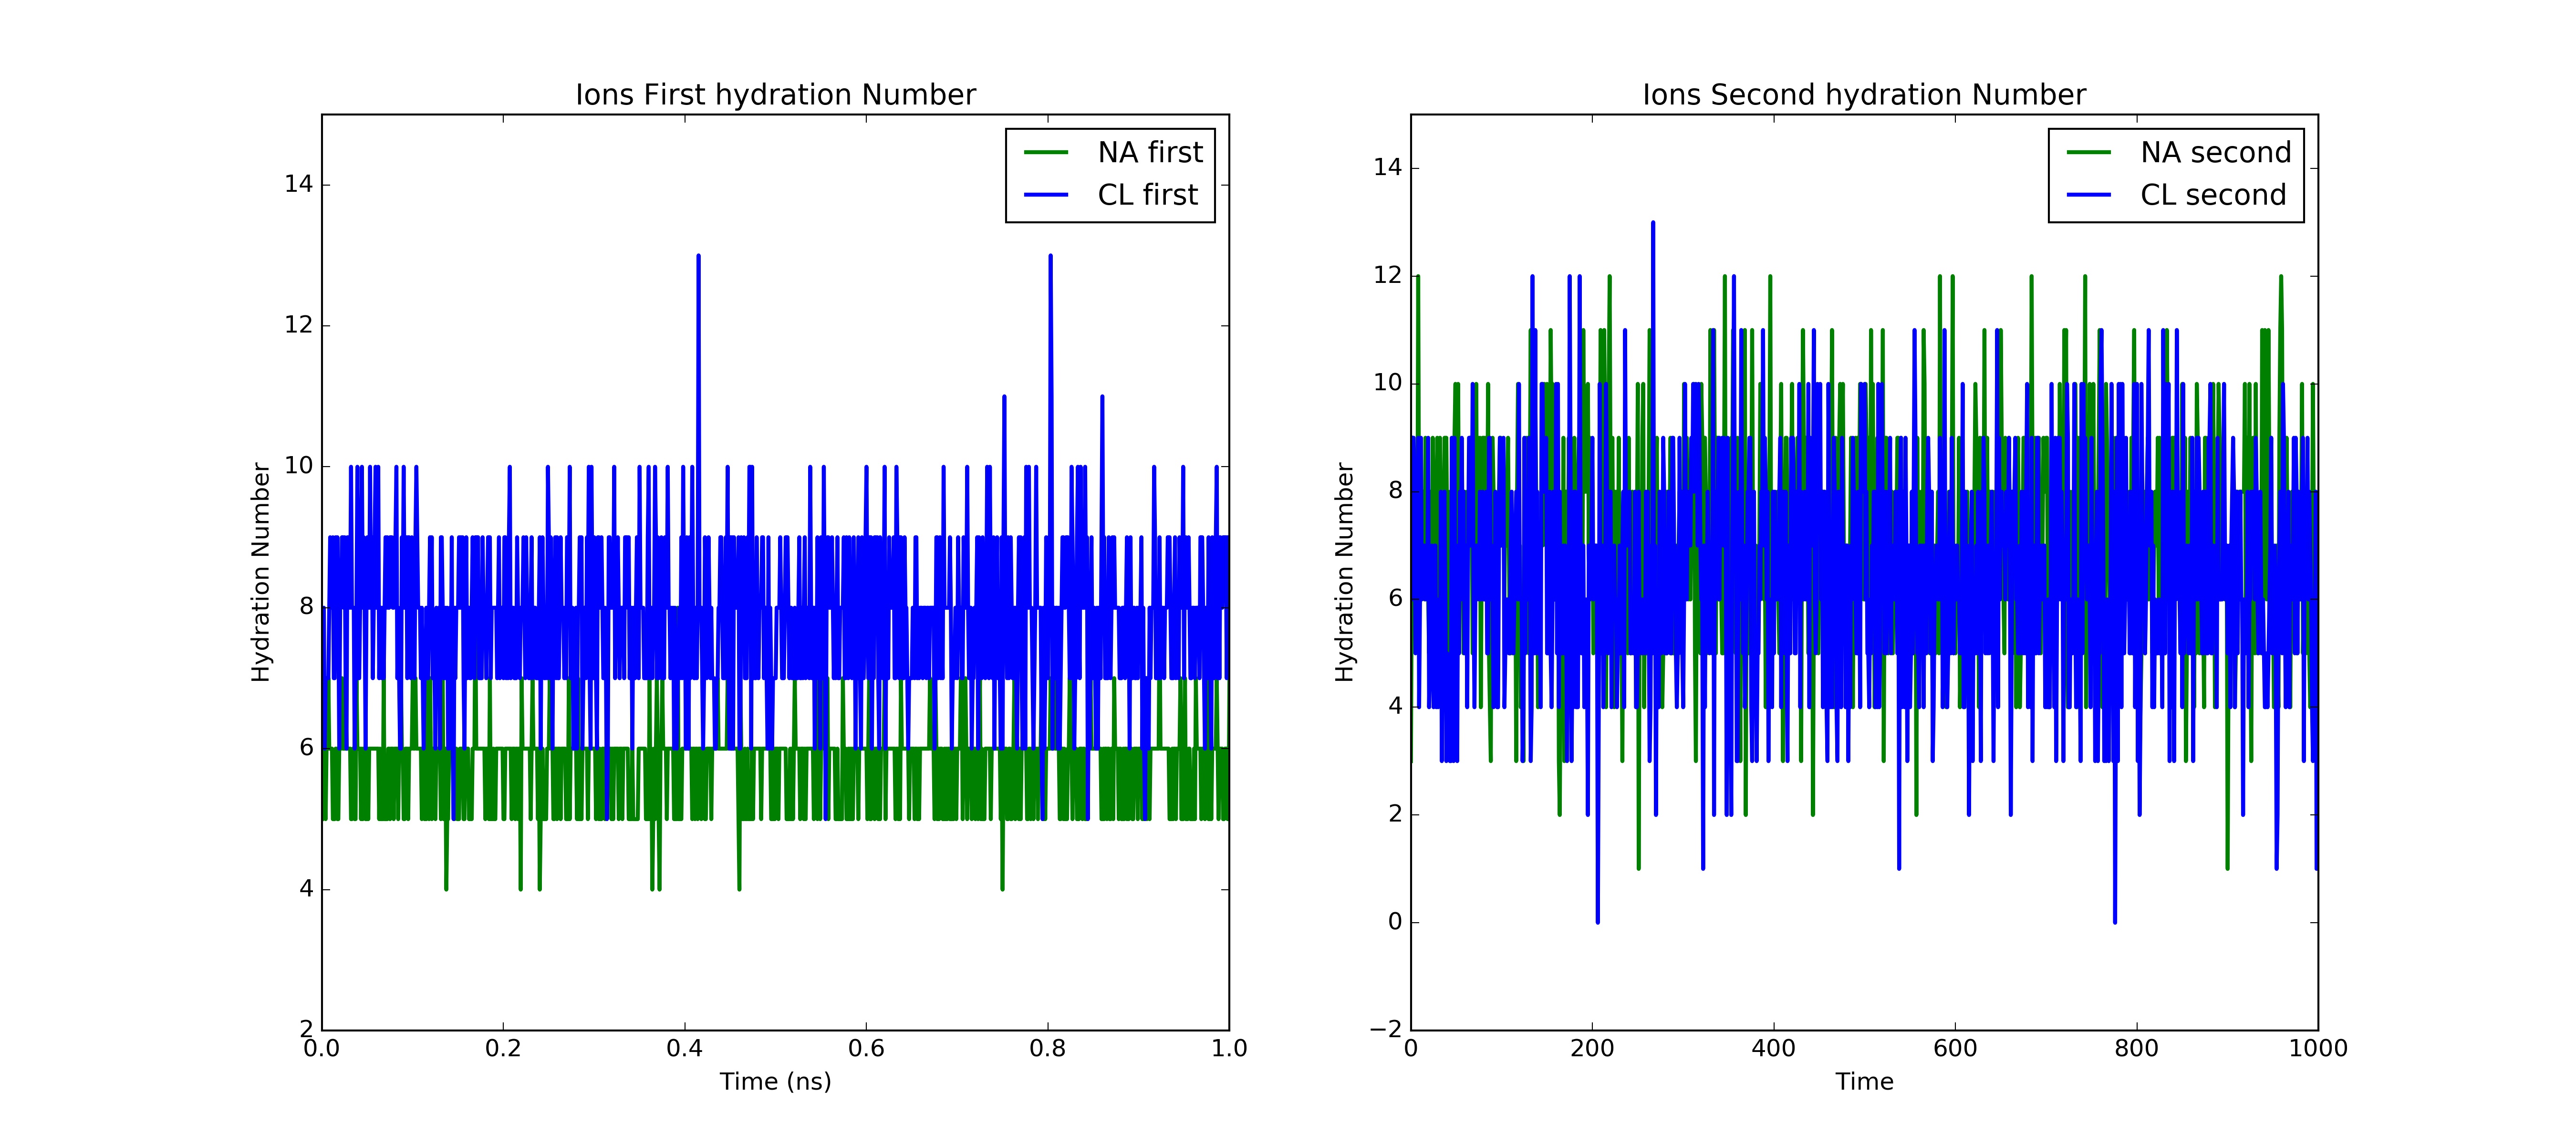 Ions First hydration Number
NA first
CL first
14
12
10
8
6
4
2
Hydration Number
0.0 0.2 0.4 0.6 0.8 1.0
Time (ns)
Ions Second hydration Number
NA second
CL second
14
12
10
8
6
4
2
0
−2
Hydration Number
0 200 400 600 800 1000
Time